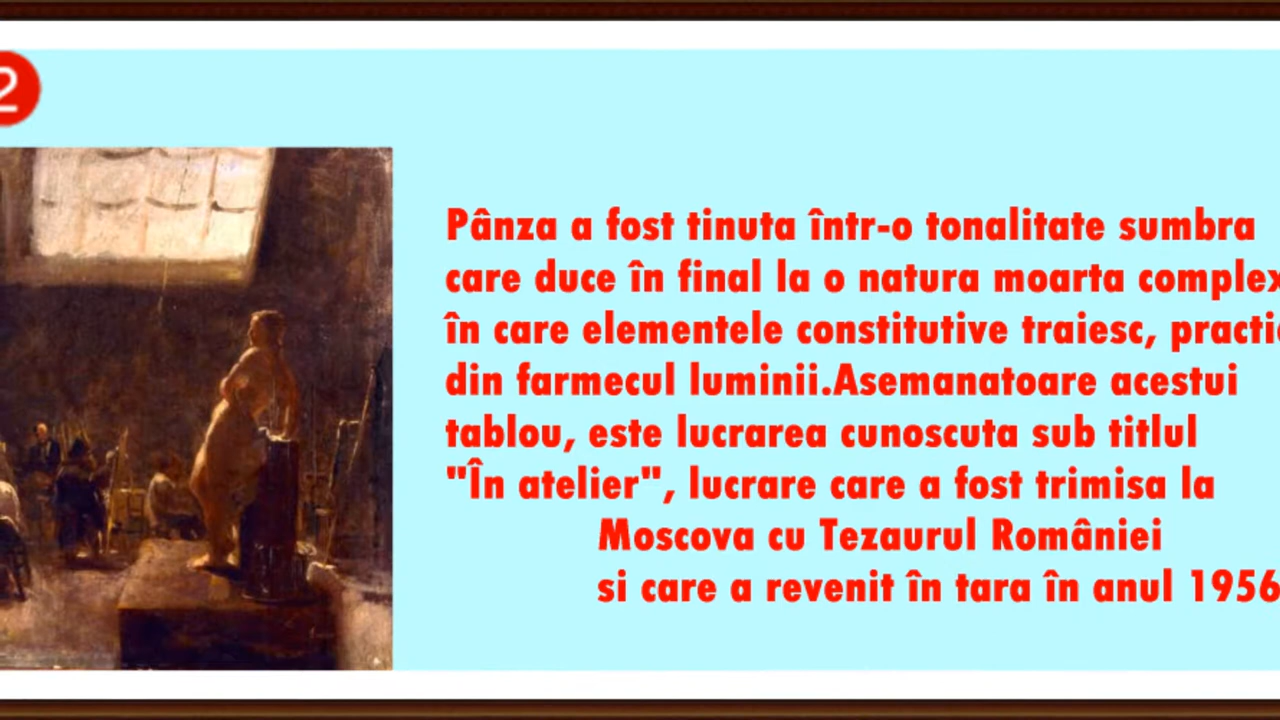 2
Pânza a fost tinuta într-o tonalitate sumbra
care duce în final la o natura moarta complex
în care elementele constitutive traiesc, practic
din farmecul luminii.Asemanatoare acestui
tablou, este lucrarea cunoscuta sub titlul
"În atelier", lucrare care a fost trimisa la
Moscova cu Tezaurul României
si care a revenit în tara în anul 1956